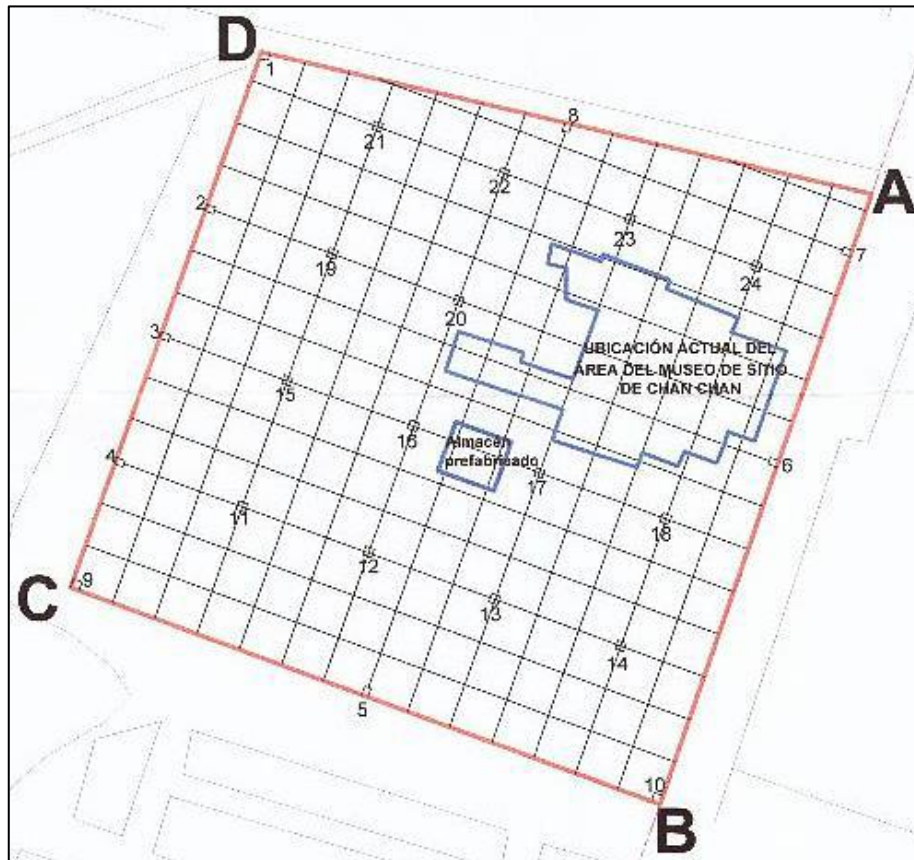 D
1
8
21
22
A
2
23
7
19
24
20
UBICACIÓN ACTUAL DEL
ÁREA DEL MUSEO DE SITIO
DE CHAN CHAN
3
15
16
Almacén
prefabricado
4
6
17
11
18
12
C
9
13
14
5
10
B